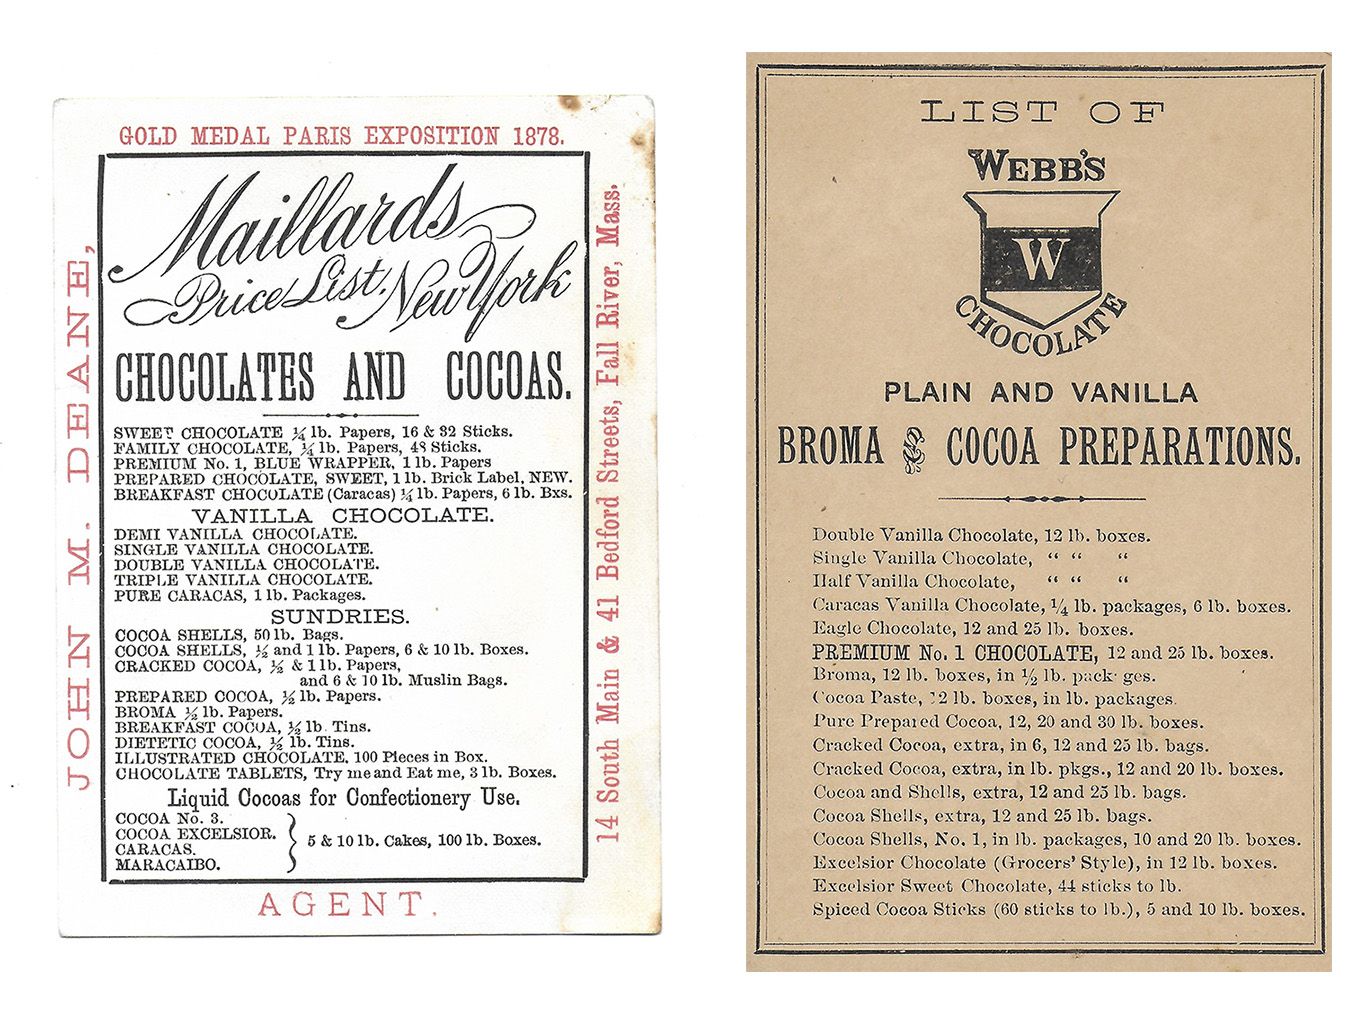 GOLD MEDAL PARIS EXPOSITION 1878.
JOHN M. DEANE,
Maillards
Price List. New York
CHOCOLATES AND COCOAS.
SWEET CHOCOLATE ¼ lb. Papers, 16 & 32 Sticks.
FAMILY CHOCOLATE, ¼ lb. Papers, 48 Sticks.
PREMIUM No. 1, BLUE WRAPPER, 1 lb. Papers
PREPARED CHOCOLATE, SWEET, 1 lb. Brick Label, NEW.
BREAKFAST CHOCOLATE (Caracas) ¼ lb. Papers, 6 lb. Bxs.
VANILLA CHOCOLATE.
DEMI VANILLA CHOCOLATE.
SINGLE VANILLA CHOCOLATE.
DOUBLE VANILLA CHOCOLATE.
TRIPLE VANILLA CHOCOLATE.
PURE CARACAS, 1 lb. Packages.
SUNDRIES.
COCOA SHELLS, 50 lb. Bags.
COCOA SHELLS, ½ and 1 lb. Papers, 6 & 10 lb. Boxes.
CRACKED COCOA, ½ & 1 lb. Papers,
and 6 & 10 lb. Muslin Bags.
PREPARED COCOA, ½ lb. Papers.
BROMA ½ lb. Papers.
BREAKFAST COCOA, ½ lb. Tins.
DIETETIC COCOA, ½ lb. Tins.
ILLUSTRATED CHOCOLATE, 100 Pieces in Box.
CHOCOLATE TABLETS, Try me and Eat me, 3 lb. Boxes.
Liquid Cocoas for Confectionery Use.
COCOA No. 3.
COCOA EXCELSIOR.
CARACAS.
MARACAIBO.
5 & 10 lb. Cakes, 100 lb. Boxes.
14 South Main & 41 Bedford Streets, Fall River, Mass.
AGENT.
LIST OF
WEBB'S
W
CHOCOLATE
PLAIN AND VANILLA
BROMA & COCOA PREPARATIONS.
Double Vanilla Chocolate, 12 lb. boxes.
Single Vanilla Chocolate, “ “ “
Half Vanilla Chocolate, “ “ “
Caracas Vanilla Chocolate, ¼ lb. packages, 6 lb. boxes.
Eagle Chocolate, 12 and 25 lb. boxes.
PREMIUM No. 1 CHOCOLATE, 12 and 25 lb. boxes.
Broma, 12 lb. boxes, in ½ lb. packages.
Cocoa Paste, 12 lb. boxes, in lb. packages
Pure Prepared Cocoa, 12, 20 and 30 lb. boxes.
Cracked Cocoa, extra, in 6, 12 and 25 lb. bags.
Cracked Cocoa, extra, in lb. pkgs., 12 and 20 lb. boxes.
Cocoa and Shells, extra, 12 and 25 lb. bags.
Cocoa Shells, extra, 12 and 25 lb. bags.
Cocoa Shells, No. 1, in lb. packages, 10 and 20 lb. boxes.
Excelsior Chocolate (Grocers' Style), in 12 lb. boxes.
Excelsior Sweet Chocolate, 44 sticks to lb.
Spiced Cocoa Sticks (60 sticks to lb.), 5 and 10 lb. boxes.